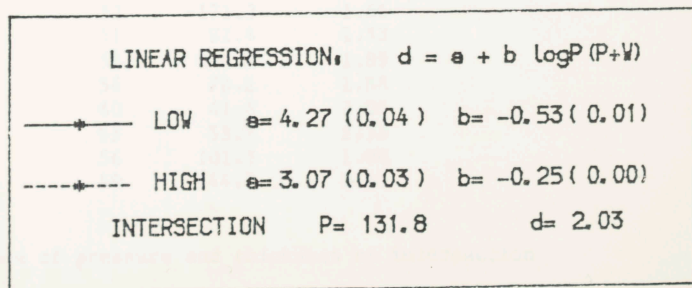 LINEAR REGRESSION, d = a + b logP(P+W)
LOW a= 4.27 (0.04) b= -0.53( 0.01)
HIGH a= 3.07 (0.03) b= -0.25( 0.00)
INTERSECTION P= 131.8 d= 2.03